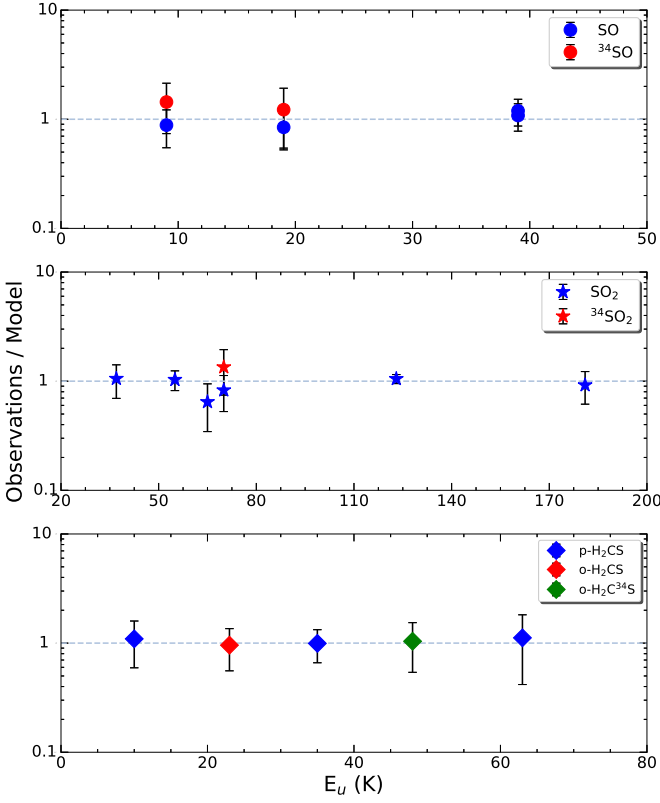 10
1
0.1
0 10 20 30 40 50
SO
³⁴SO
10
1
0.1
20 50 80 110 140 170 200
SO₂
³⁴SO₂
Observations / Model
10
1
0.1
0 20 40 60 80
p-H₂CS
o-H₂CS
o-H₂C³⁴S
Eᵤ (K)